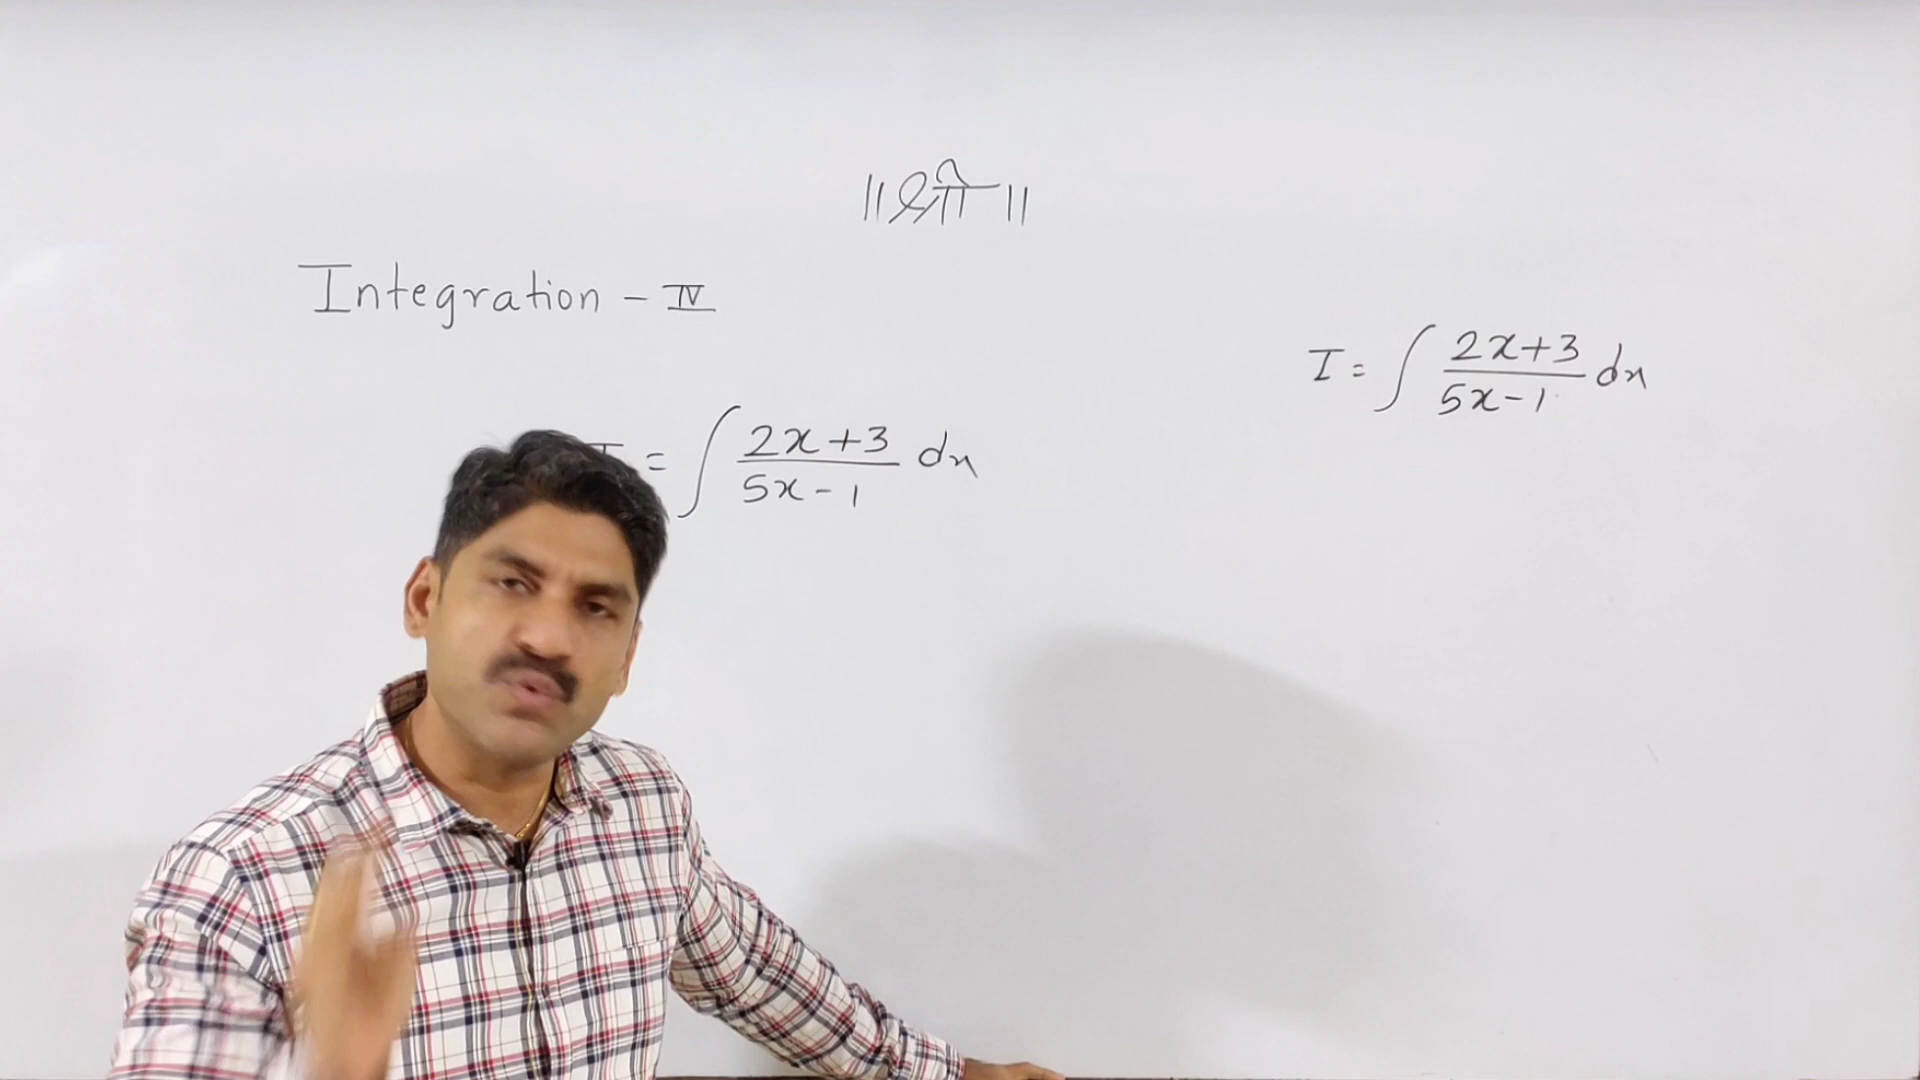 ॥ श्री ॥
Integration - IV
I = ∫ (2x+3)/(5x-1) dx
I = ∫ (2x+3)/(5x-1) dx